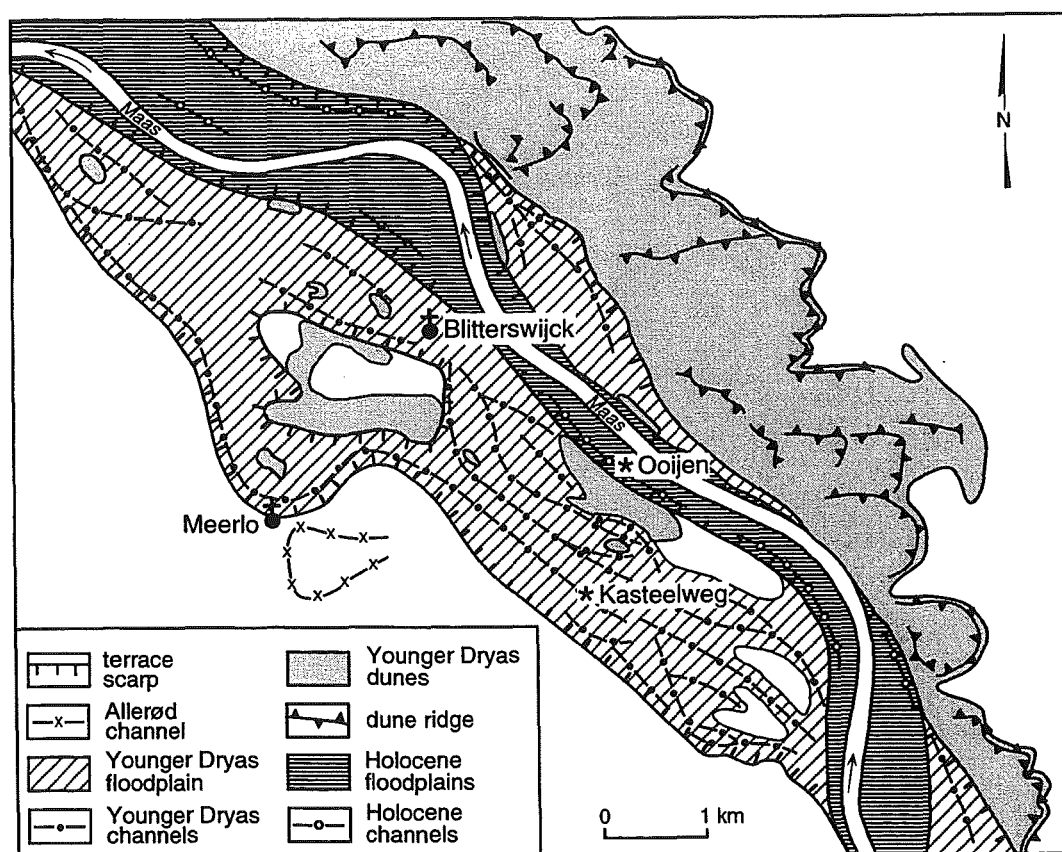 N
Maas
Blitterswijck
Maas
* Ooijen
Meerlo
* Kasteelweg
terrace
scarp
Allerød
channel
Younger Dryas
floodplain
Younger Dryas
channels
Younger Dryas
dunes
dune ridge
Holocene
floodplains
Holocene
channels
0 1 km